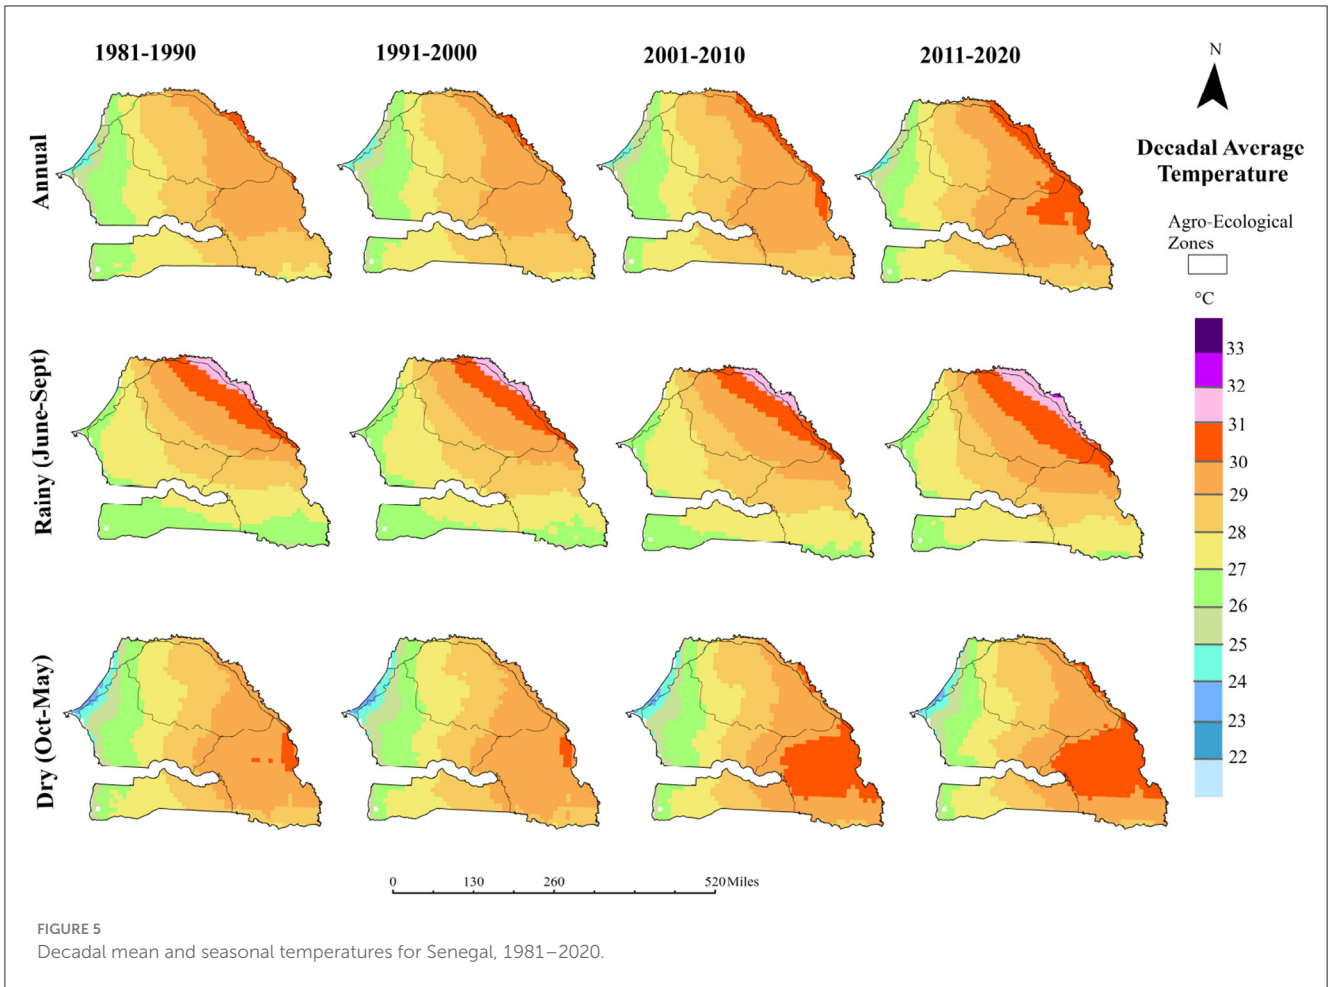 1981-1990
1991-2000
2001-2010
2011-2020
N
Annual
Decadal Average
Temperature
Agro-Ecological
Zones
°C
Rainy (June-Sept)
33
32
31
30
29
28
27
26
25
24
23
22
Dry (Oct-May)
0 130 260 520 Miles
FIGURE 5
Decadal mean and seasonal temperatures for Senegal, 1981–2020.